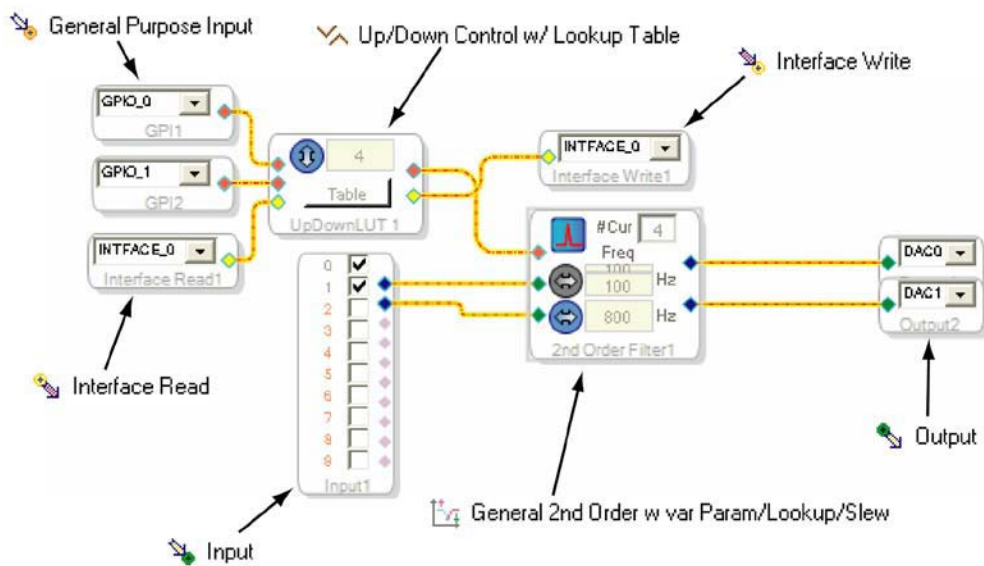 General Purpose Input
Up/Down Control w/ Lookup Table
Interface Write
GPIO_0
GPI1
GPIO_1
GPI2
INTFACE_0
Interface Read1
4
Table
UpDownLUT 1
INTFACE_0
Interface Write1
#Cur 4
Freq
100
100 Hz
800 Hz
2nd Order Filter1
DAC0
DAC1
Output2
0
1
2
3
4
5
6
7
8
9
Input1
Interface Read
Input
General 2nd Order w var Param/Lookup/Slew
Output